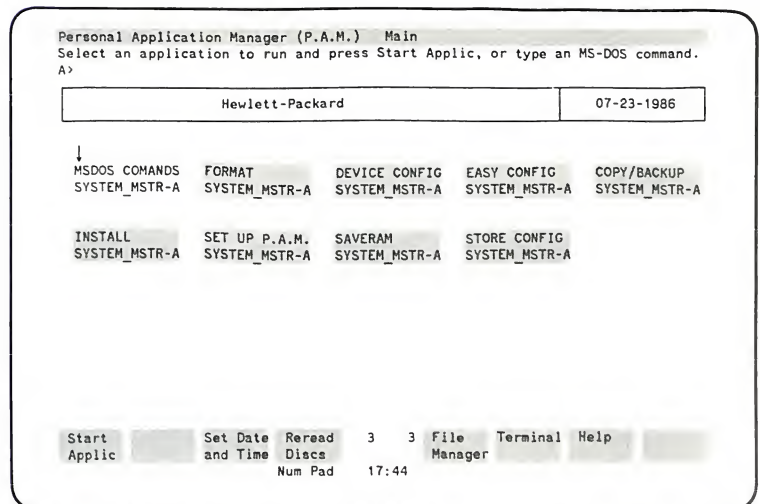 Personal Application Manager (P.A.M.) Main
Select an application to run and press Start Applic, or type an MS-DOS command.
A>
Hewlett-Packard 07-23-1986
MSDOS COMANDS FORMAT DEVICE CONFIG EASY CONFIG COPY/BACKUP
SYSTEM_MSTR-A SYSTEM_MSTR-A SYSTEM_MSTR-A SYSTEM_MSTR-A SYSTEM_MSTR-A
INSTALL SET UP P.A.M. SAVERAM STORE CONFIG
SYSTEM_MSTR-A SYSTEM_MSTR-A SYSTEM_MSTR-A SYSTEM_MSTR-A
Start Set Date Reread 3 3 File Terminal Help
Applic and Time Discs Manager
Num Pad 17:44